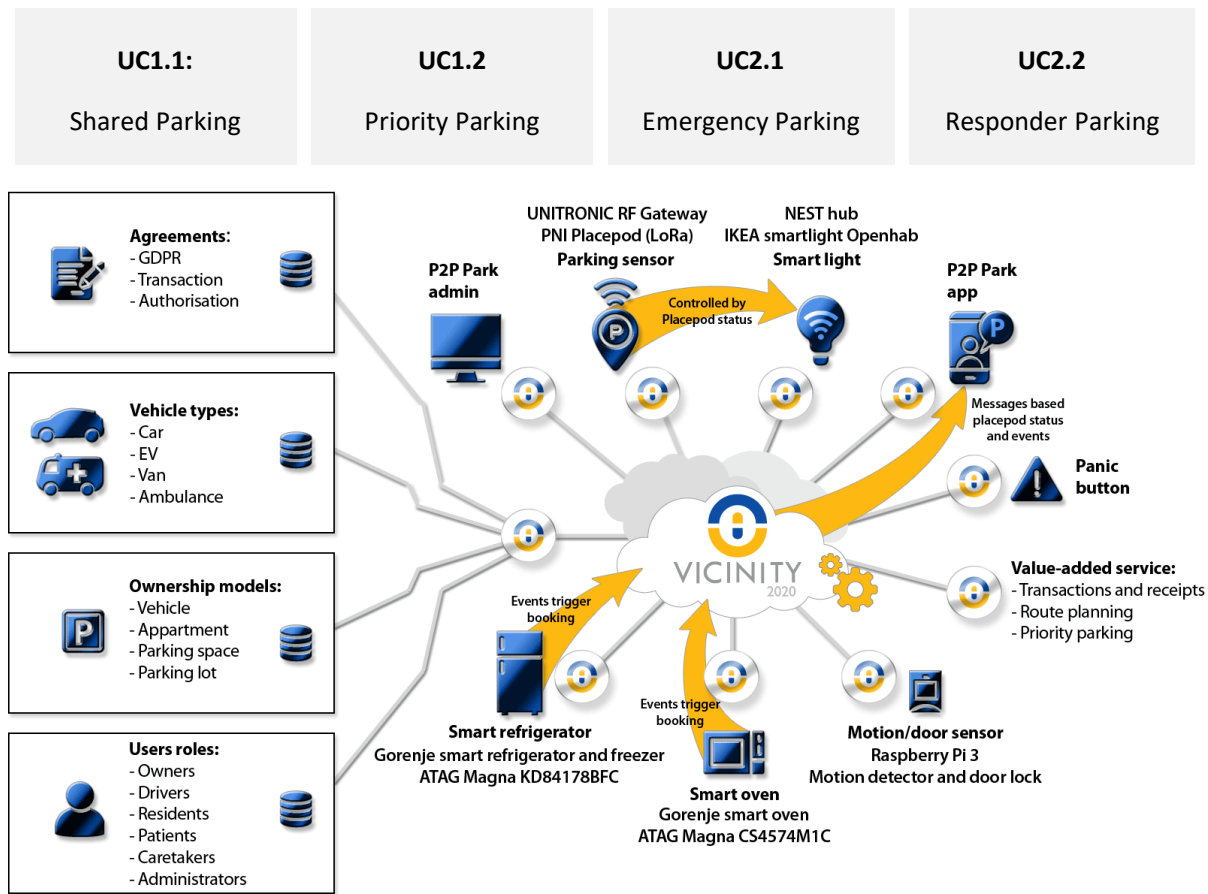 UC1.1:
Shared Parking
UC1.2
Priority Parking
UC2.1
Emergency Parking
UC2.2
Responder Parking
Agreements:
- GDPR
- Transaction
- Authorisation
Vehicle types:
- Car
- EV
- Van
- Ambulance
Ownership models:
- Vehicle
- Appartment
- Parking space
- Parking lot
Users roles:
- Owners
- Drivers
- Residents
- Patients
- Caretakers
- Administrators
P2P Park
admin
UNITRONIC RF Gateway
PNI Placepod (LoRa)
Parking sensor
P
Controlled by
Placepod status
NEST hub
IKEA smartlight Openhab
Smart light
P2P Park
app
P
Messages based
placepod status
and events
Panic
button
VICINITY
2020
Value-added service:
- Transactions and receipts
- Route planning
- Priority parking
P
Events trigger
booking
Smart refrigerator
Gorenje smart refrigerator and freezer
ATAG Magna KD84178BFC
Events trigger
booking
Smart oven
Gorenje smart oven
ATAG Magna CS4574M1C
Motion/door sensor
Raspberry Pi 3
Motion detector and door lock